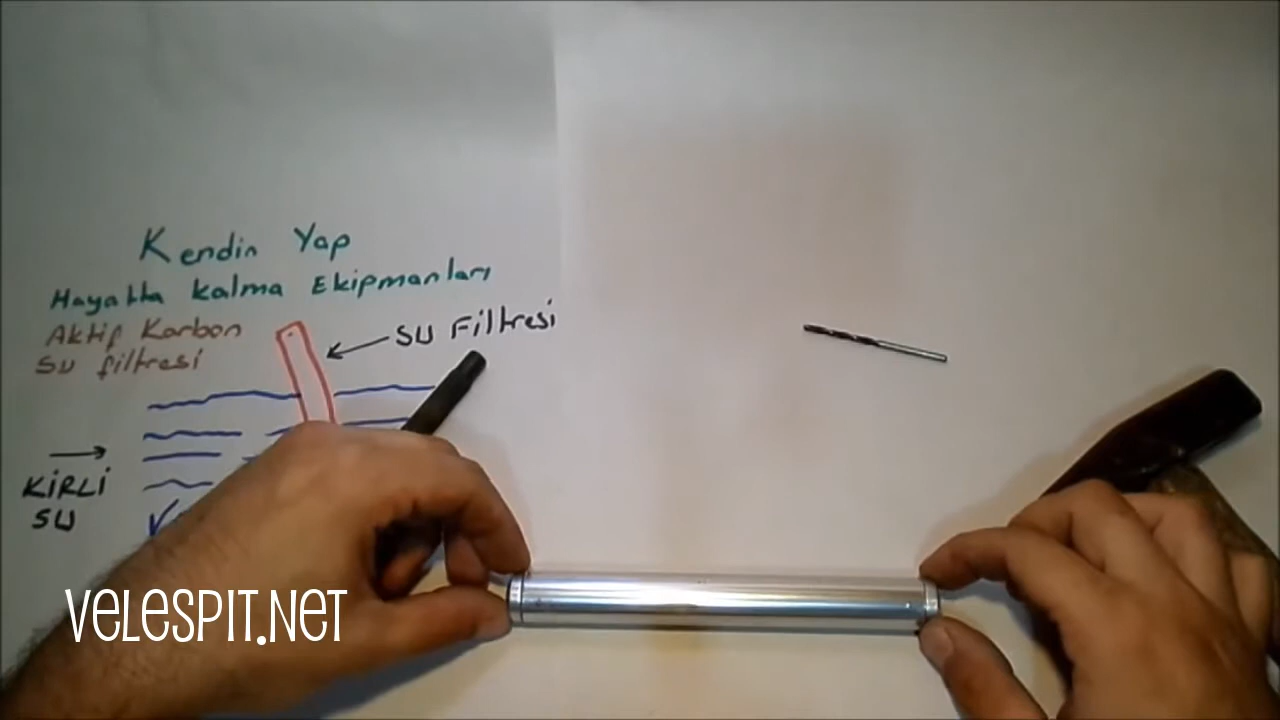 Kendin Yap
Hayatta Kalma Ekipmanları
Aktif Karbon
Su filtresi
SU Filtresi
KİRLİ
SU
VELESPIT.NET